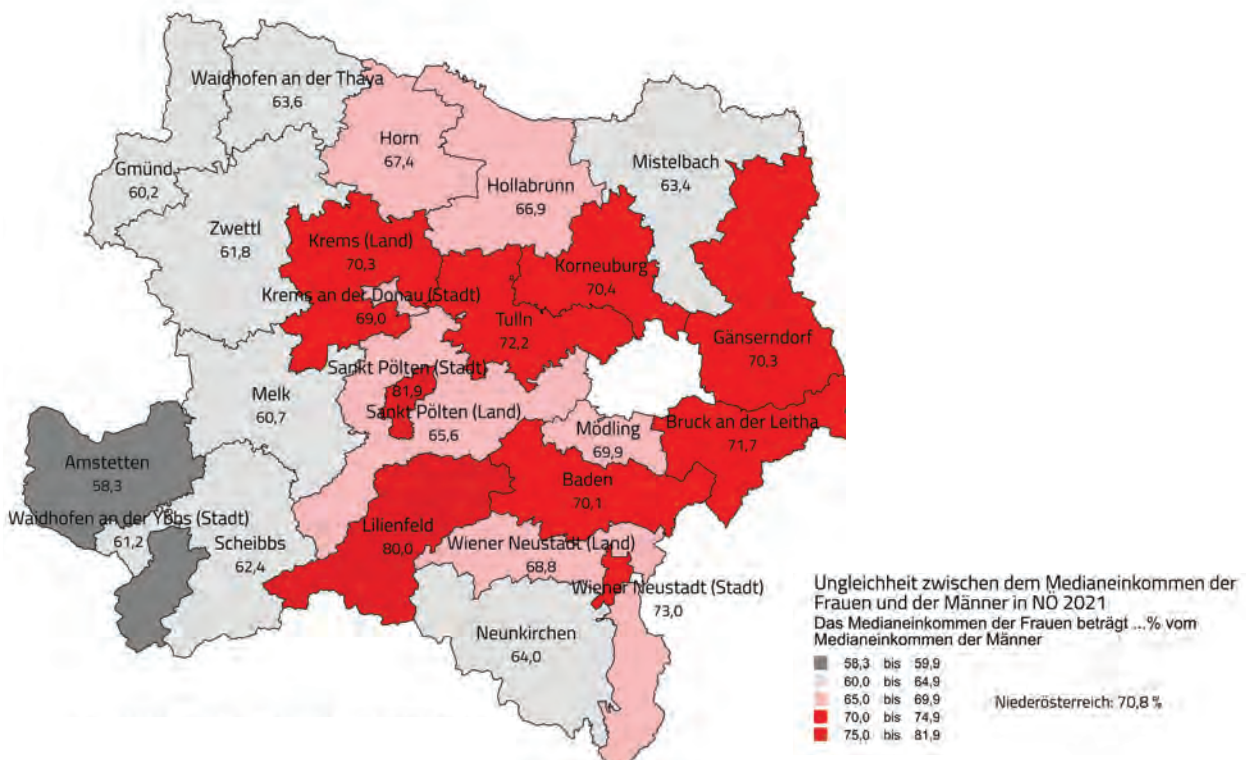 Waidhofen an der Thaya
63,6
Horn
67,4
Gmünd
60,2
Mistelbach
63,4
Hollabrunn
66,9
Zwettl
61,8
Krems (Land)
70,3
Korneuburg
70,4
Krems an der Donau (Stadt)
69,0
Tulln
72,2
Gänserndorf
70,3
Sankt Pölten (Stadt)
81,9
Melk
60,7
Sankt Pölten (Land)
65,6
Mödling
69,9
Bruck an der Leitha
71,7
Amstetten
58,3
Baden
70,1
Waidhofen an der Ybbs (Stadt)
61,2
Scheibbs
62,4
Lilienfeld
80,0
Wiener Neustadt (Land)
68,8
Wiener Neustadt (Stadt)
73,0
Neunkirchen
64,0
Ungleichheit zwischen dem Medianeinkommen der
Frauen und der Männer in NÖ 2021
Das Medianeinkommen der Frauen beträgt ...% vom
Medianeinkommen der Männer
58,3 bis 59,9
60,0 bis 64,9
65,0 bis 69,9
70,0 bis 74,9
75,0 bis 81,9
Niederösterreich: 70,8 %